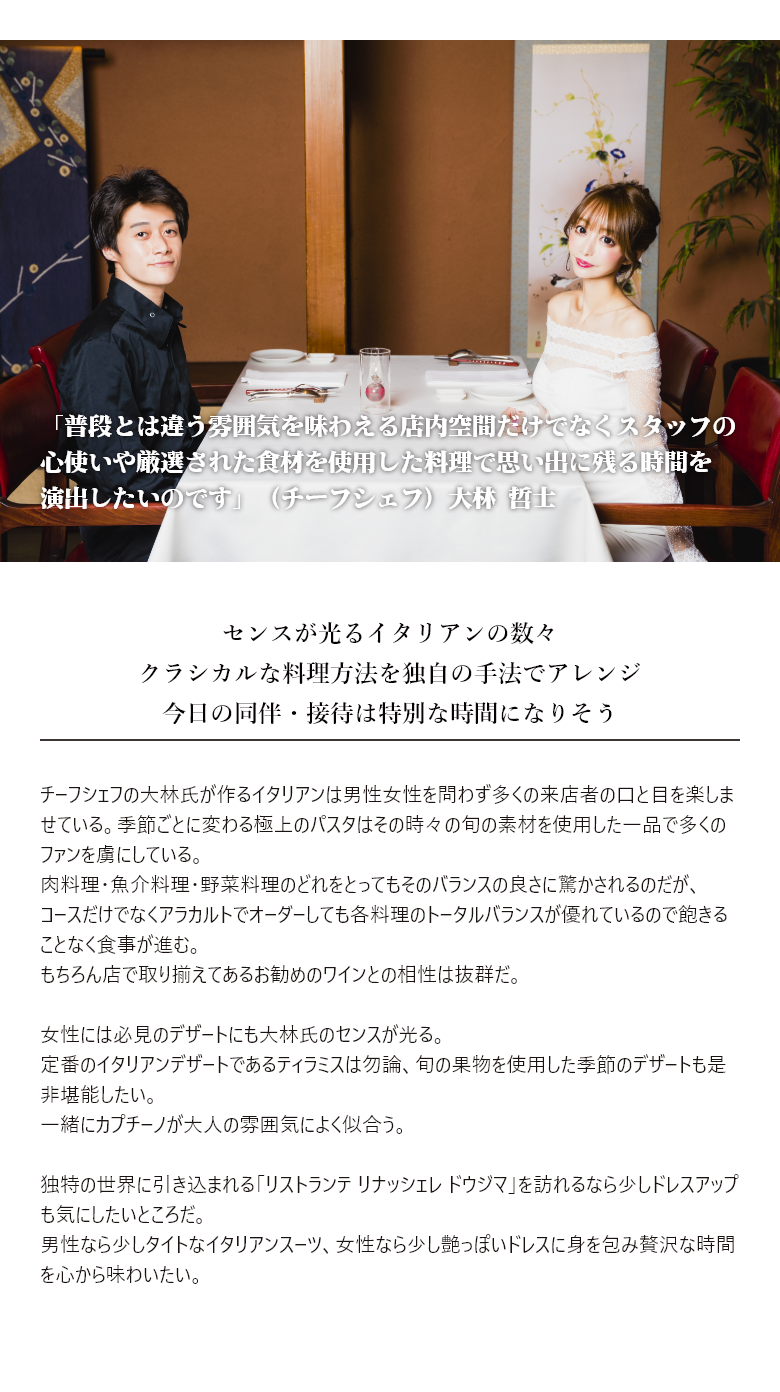 「普段とは違う雰囲気を味わえる店内空間だけでなくスタッフの
心使いや厳選された食材を使用した料理で思い出に残る時間を
演出したいのです」（チーフシェフ）大林 哲士
センスが光るイタリアンの数々
クラシカルな料理方法を独自の手法でアレンジ
今日の同伴・接待は特別な時間になりそう
チーフシェフの大林氏が作るイタリアンは男性女性を問わず多くの来店者の口と目を楽しま
せている。季節ごとに変わる極上のパスタはその時々の旬の素材を使用した一品で多くの
ファンを虜にしている。
肉料理・魚介料理・野菜料理のどれをとってもそのバランスの良さに驚かされるのだが、
コースだけでなくアラカルトでオーダーしても各料理のトータルバランスが優れているので飽きる
ことなく食事が進む。
もちろん店で取り揃えてあるお勧めのワインとの相性は抜群だ。
女性には必見のデザートにも大林氏のセンスが光る。
定番のイタリアンデザートであるティラミスは勿論、旬の果物を使用した季節のデザートも是
非堪能したい。
一緒にカプチーノが大人の雰囲気によく似合う。
独特の世界に引き込まれる「リストランテ リナッシェレ ドウジマ」を訪れるなら少しドレスアップ
も気にしたいところだ。
男性なら少しタイトなイタリアンスーツ、女性なら少し艶っぽいドレスに身を包み贅沢な時間
を心から味わいたい。